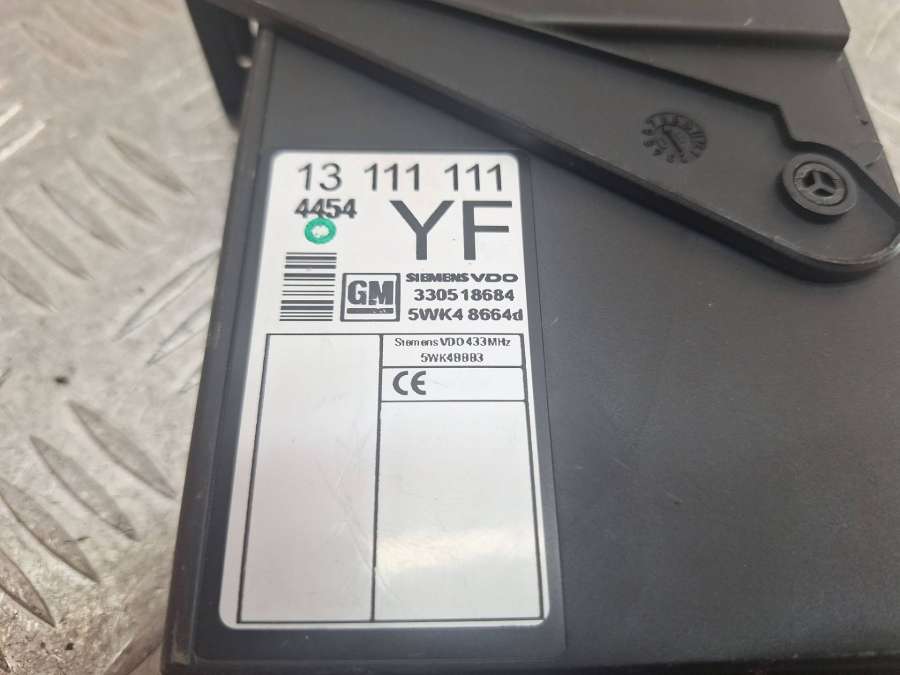 13 111 111
4454
YF
GM
SIEMENS VDO
330518684
5WK4 8664d
Siemens VDO 433MHz
5WK48883
CE